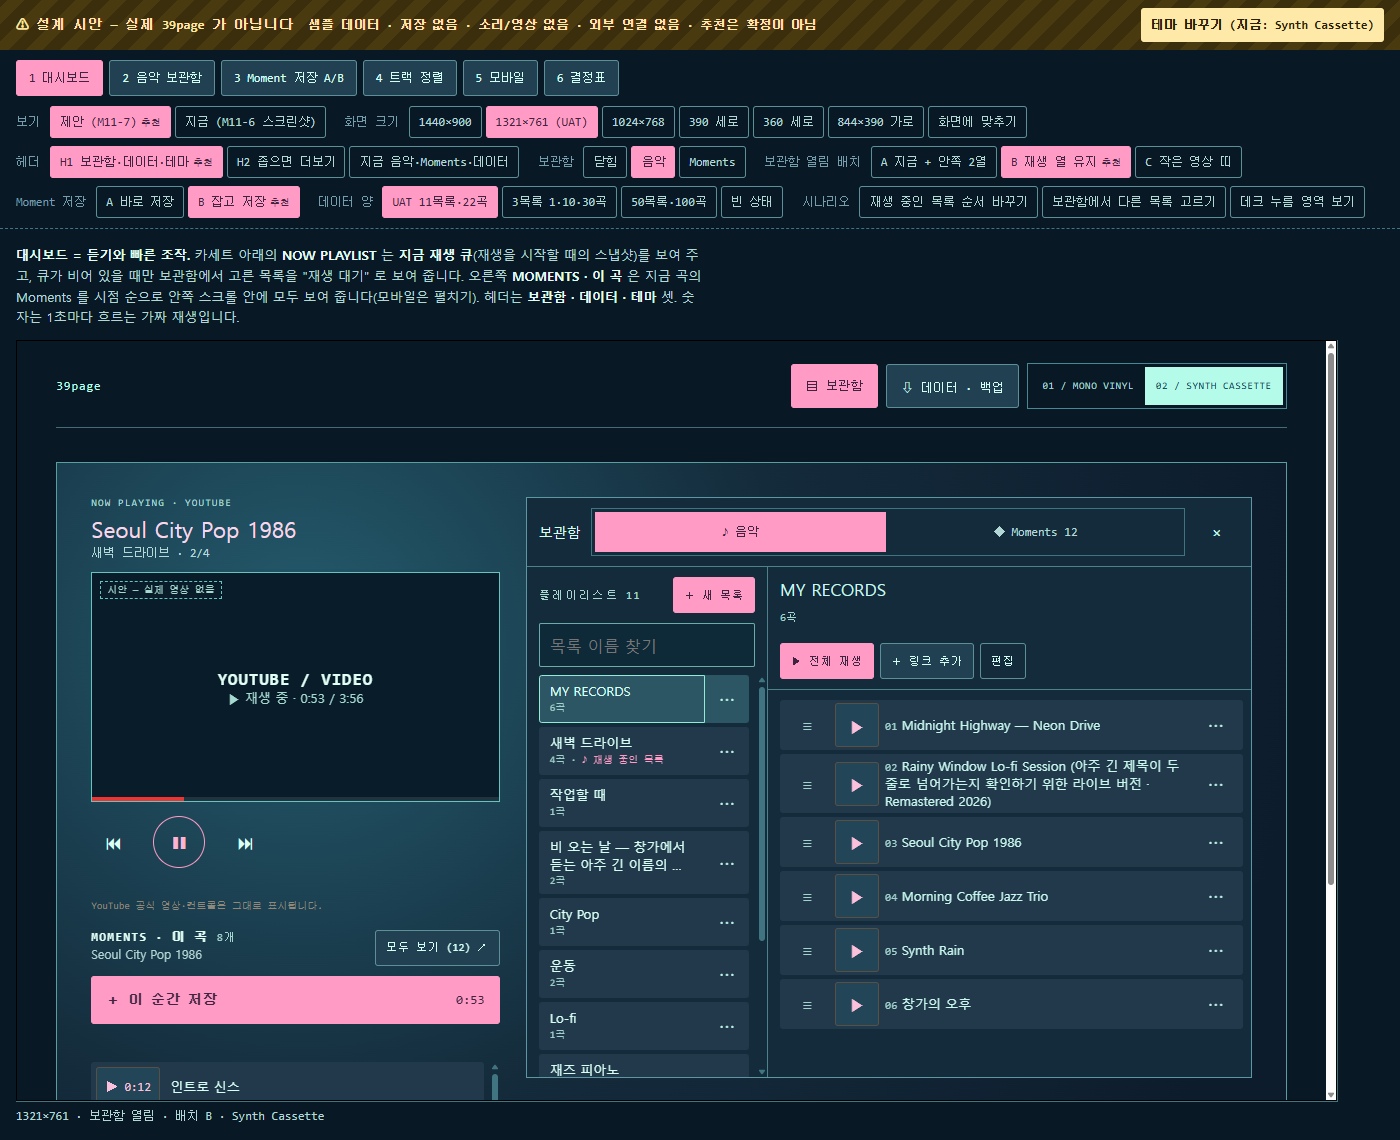 ⚠ 설계 시안 — 실제 39page 가 아닙니다 샘플 데이터 · 저장 없음 · 소리/영상 없음 · 외부 연결 없음 · 추천은 확정이 아님
테마 바꾸기 (지금: Synth Cassette)
1 대시보드 2 음악 보관함 3 Moment 저장 A/B 4 트랙 정렬 5 모바일 6 결정표
보기 제안 (M11-7) 추천 지금 (M11-6 스크린샷) 화면 크기 1440×900 1321×761 (UAT) 1024×768 390 세로 360 세로 844×390 가로 화면에 맞추기
헤더 H1 보관함·데이터·테마 추천 H2 좁으면 더보기 지금 음악·Moments·데이터 보관함 닫힘 음악 Moments 보관함 열림 배치 A 지금 + 안쪽 2열 B 재생 열 유지 추천 C 작은 영상 띠
Moment 저장 A 바로 저장 B 잡고 저장 추천 데이터 양 UAT 11목록·22곡 3목록 1·10·30곡 50목록·100곡 빈 상태 시나리오 재생 중인 목록 순서 바꾸기 보관함에서 다른 목록 고르기 데크 누름 영역 보기
대시보드 = 듣기와 빠른 조작. 카세트 아래의 NOW PLAYLIST 는 지금 재생 큐(재생을 시작할 때의 스냅샷)를 보여 주
고, 큐가 비어 있을 때만 보관함에서 고른 목록을 "재생 대기" 로 보여 줍니다. 오른쪽 MOMENTS · 이 곡 은 지금 곡의
Moments 를 시점 순으로 안쪽 스크롤 안에 모두 보여 줍니다(모바일은 펼치기). 헤더는 보관함 · 데이터 · 테마 셋. 숫
자는 1초마다 흐르는 가짜 재생입니다.
39page
보관함 데이터 · 백업 01 / MONO VINYL 02 / SYNTH CASSETTE
NOW PLAYING · YOUTUBE
Seoul City Pop 1986
새벽 드라이브 · 2/4
시안 — 실제 영상 없음
YOUTUBE / VIDEO
▶ 재생 중 · 0:53 / 3:56
YouTube 공식 영상·컨트롤은 그대로 표시됩니다.
MOMENTS · 이 곡 8개
Seoul City Pop 1986
모두 보기 (12) ↗
+ 이 순간 저장 0:53
▶ 0:12 인트로 신스
보관함 ♪ 음악 ◆ Moments 12 ×
플레이리스트 11 + 새 목록
목록 이름 찾기
MY RECORDS
6곡
새벽 드라이브
4곡 · ♪ 재생 중인 목록
작업할 때
1곡
비 오는 날 — 창가에서
듣는 아주 긴 이름의 ...
2곡
City Pop
1곡
운동
2곡
Lo-fi
1곡
재즈 피아노
MY RECORDS
6곡
▶ 전체 재생 + 링크 추가 편집
01 Midnight Highway — Neon Drive
02 Rainy Window Lo-fi Session (아주 긴 제목이 두
줄로 넘어가는지 확인하기 위한 라이브 버전 ·
Remastered 2026)
03 Seoul City Pop 1986
04 Morning Coffee Jazz Trio
05 Synth Rain
06 창가의 오후
1321×761 · 보관함 열림 · 배치 B · Synth Cassette